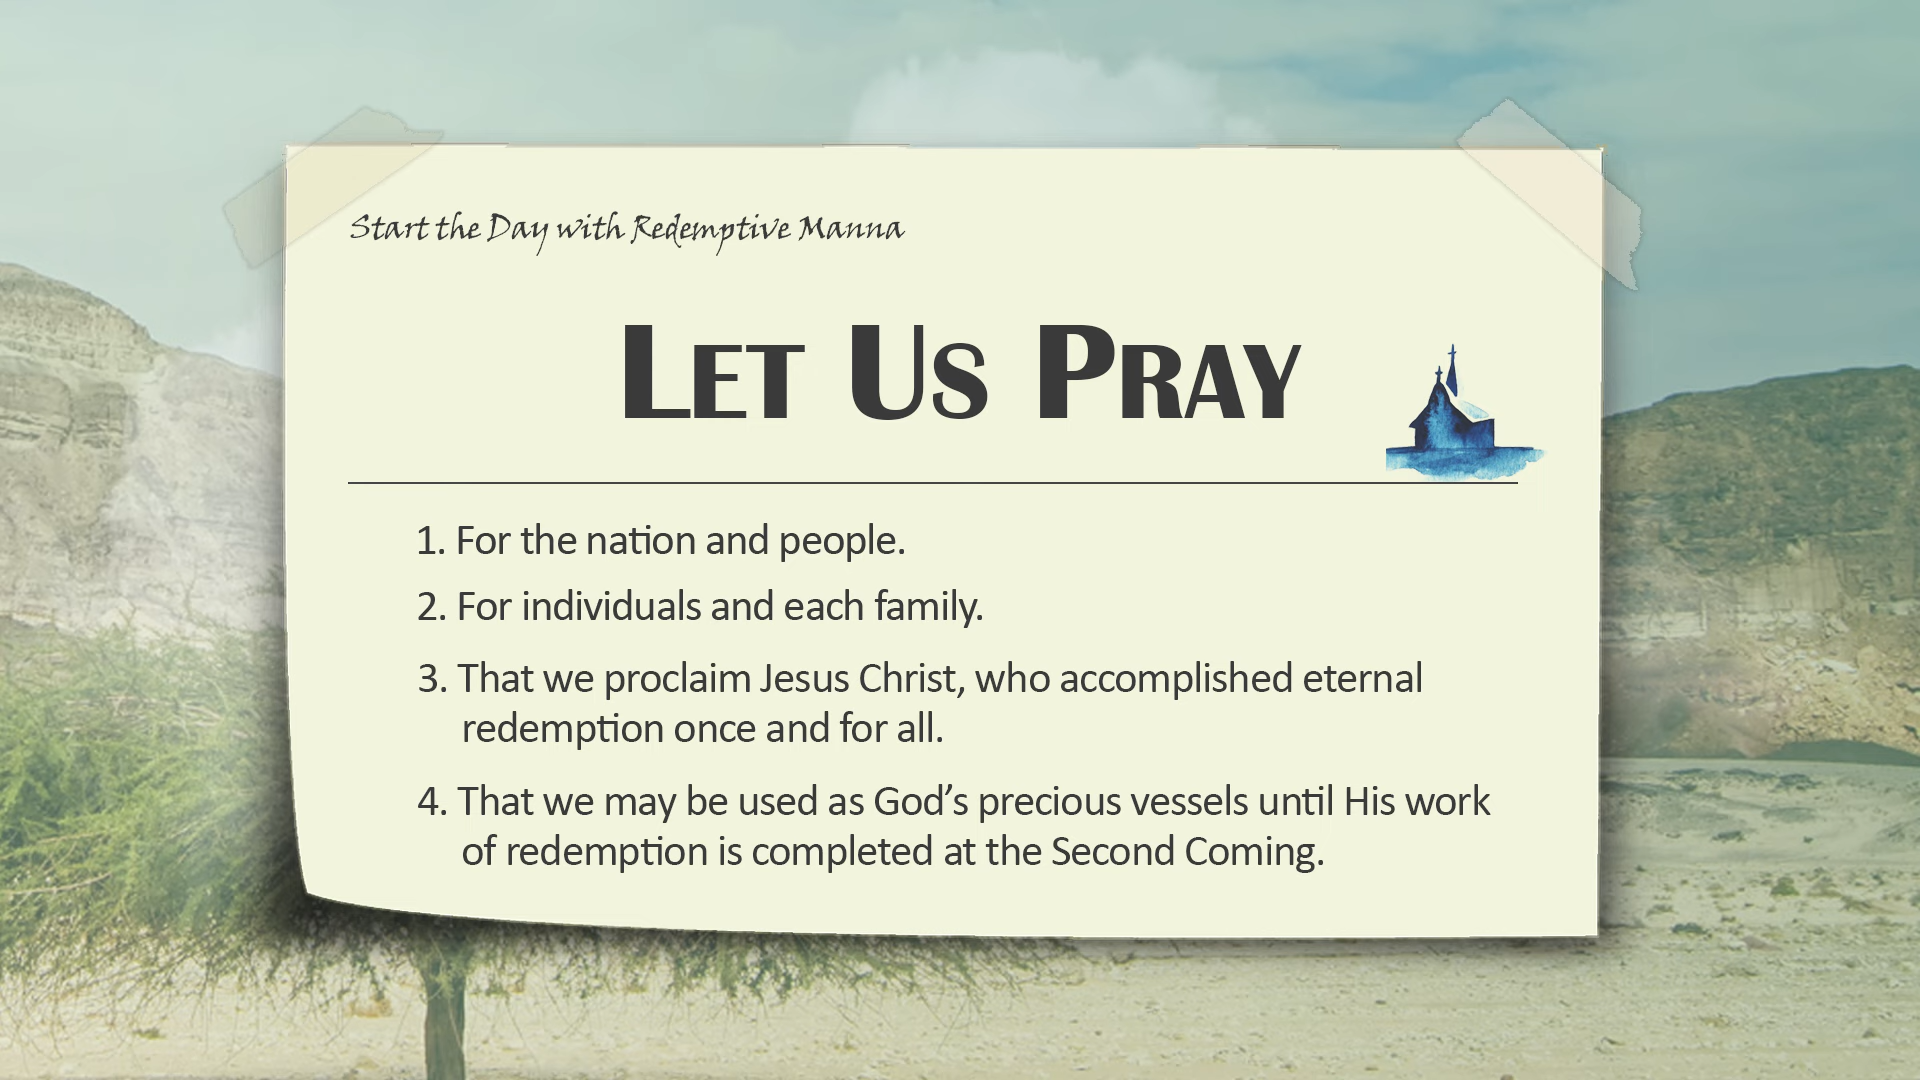 Start the Day with Redemptive Manna
LET US PRAY
1. For the nation and people.
2. For individuals and each family.
3. That we proclaim Jesus Christ, who accomplished eternal
redemption once and for all.
4. That we may be used as God’s precious vessels until His work
of redemption is completed at the Second Coming.